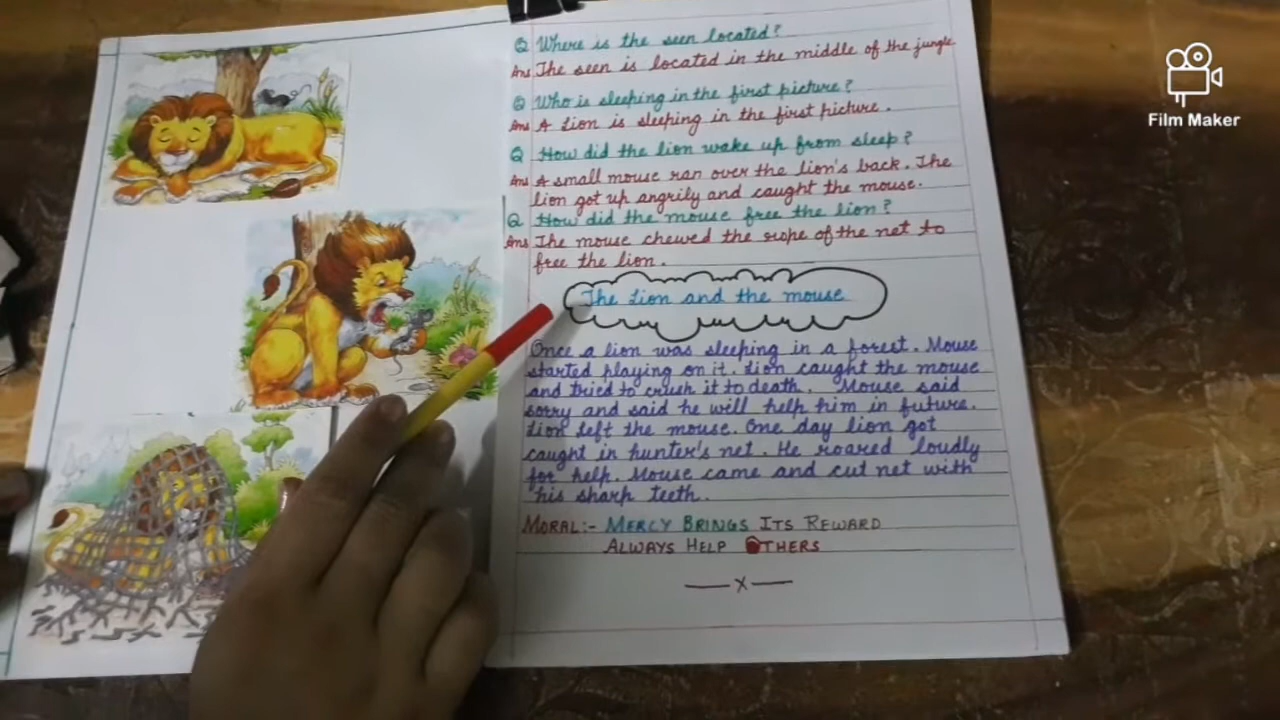 Q Where is the seen located?
Ans The seen is located in the middle of the jungle
Q Who is sleeping in the first picture?
Ans A Lion is sleeping in the first picture.
Q How did the lion wake up from sleep?
Ans A small mouse ran over the lion's back. The
lion got up angrily and caught the mouse.
Q How did the mouse free the lion?
Ans The mouse chewed the rope of the net to
free the lion.
The Lion and the mouse
Once a lion was sleeping in a forest. Mouse
started playing on it. Lion caught the mouse
and tried to crush it to death. Mouse said
sorry and said he will help him in future.
Lion left the mouse. One day lion got
caught in hunter's net. He roared loudly
for help. Mouse came and cut net with
his sharp teeth.
MORAL:- MERCY BRINGS ITS REWARD
ALWAYS HELP OTHERS
x
Film Maker